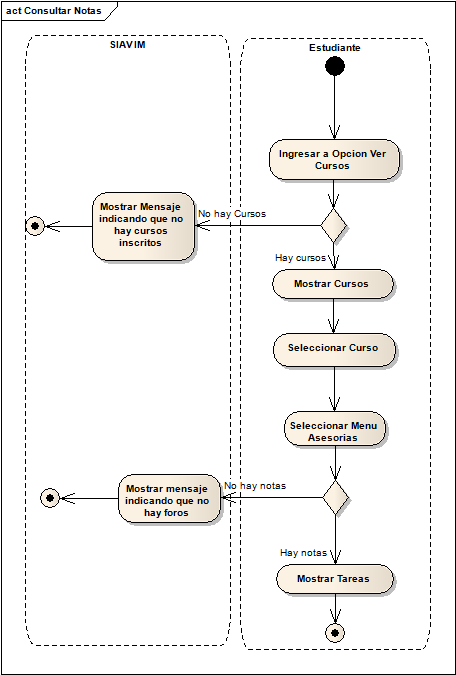 act Consultar Notas
SIAVIM
Estudiante
Ingresar a Opcion Ver
Cursos
No hay Cursos
Mostrar Mensaje
indicando que no
hay cursos
inscritos
Hay cursos
Mostrar Cursos
Seleccionar Curso
Seleccionar Menu
Asesorias
No hay notas
Mostrar mensaje
indicando que no
hay foros
Hay notas
Mostrar Tareas